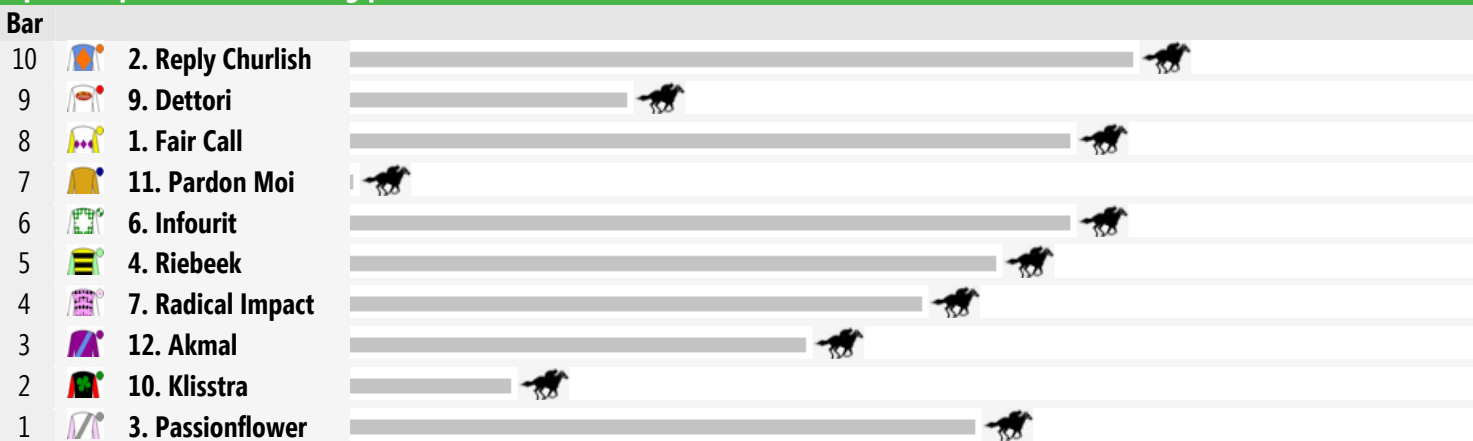 Bar
10 2. Reply Churlish
9 9. Dettori
8 1. Fair Call
7 11. Pardon Moi
6 6. Infourit
5 4. Riebeek
4 7. Radical Impact
3 12. Akmal
2 10. Klisstra
1 3. Passionflower